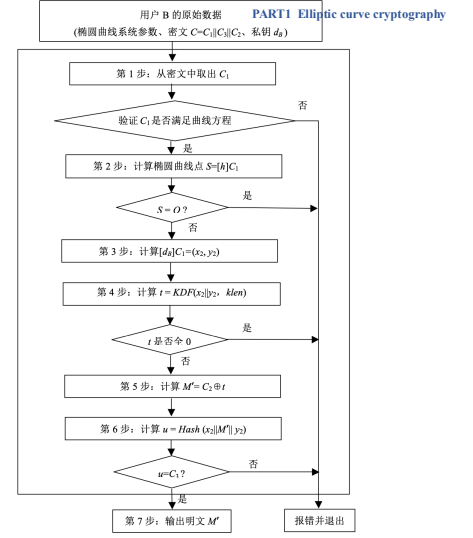 用户 B 的原始数据
PART1 Elliptic curve cryptography
(椭圆曲线系统参数、密文 C=C₁||C₃||C₂、私钥 d_B)
第 1 步：从密文中取出 C₁
否
验证 C₁是否满足曲线方程
是
第 2 步：计算椭圆曲线点 S=[h]C₁
是
S = O ?
否
第 3 步：计算[d_B]C₁=(x₂, y₂)
第 4 步：计算 t = KDF(x₂||y₂， klen)
是
t 是否全 0
否
第 5 步：计算 M′= C₂⊕t
第 6 步：计算 u = Hash (x₂||M′|| y₂)
否
u=C₃ ?
是
第 7 步：输出明文 M′
报错并退出